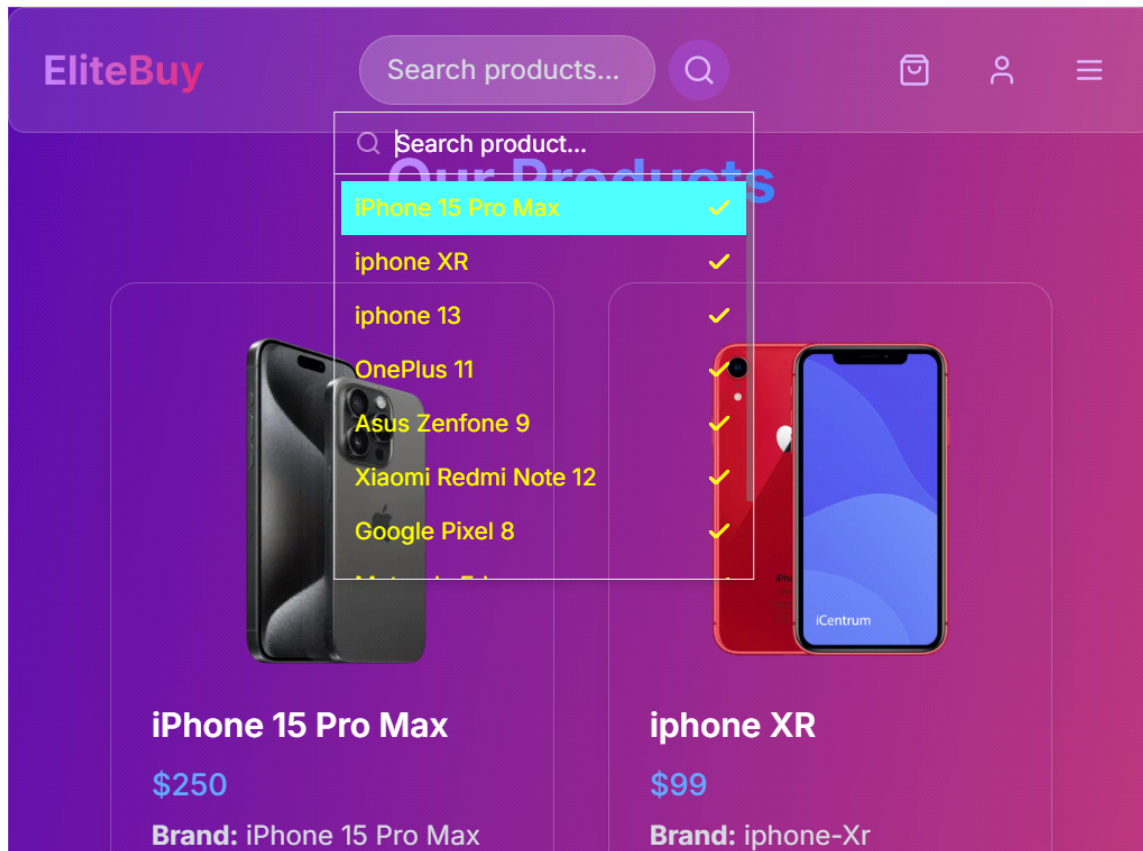 EliteBuy
Search products...
Search product...
Our Products
iPhone 15 Pro Max
iphone XR
iphone 13
OnePlus 11
Asus Zenfone 9
Xiaomi Redmi Note 12
Google Pixel 8
iCentrum
iPhone 15 Pro Max
$250
Brand: iPhone 15 Pro Max
iphone XR
$99
Brand: iphone-Xr